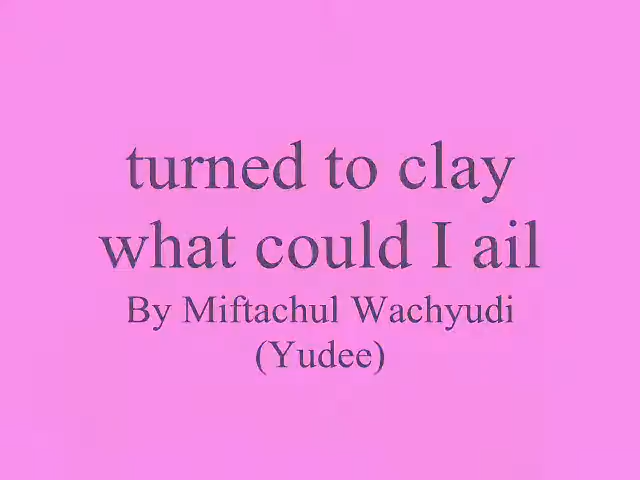 turned to clay
what could I ail
By Miftachul Wachyudi
(Yudee)